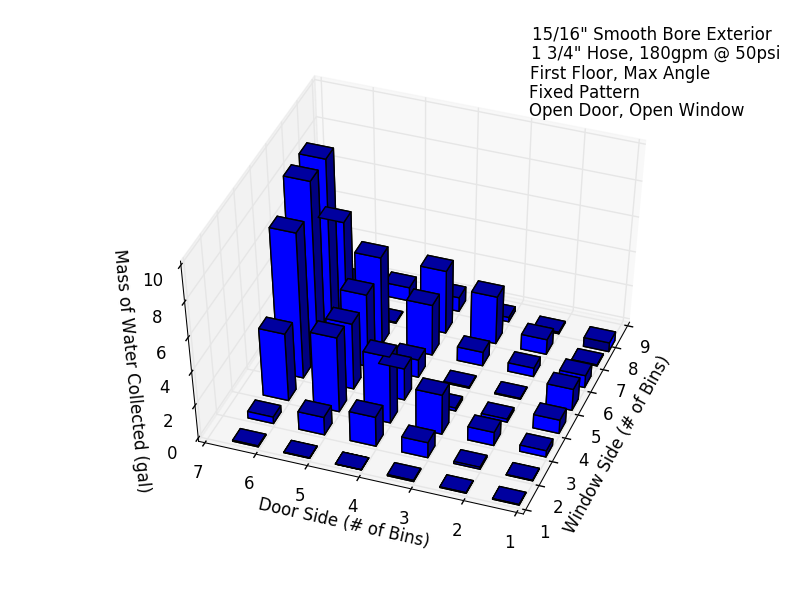 15/16" Smooth Bore Exterior
1 3/4" Hose, 180gpm @ 50psi
First Floor, Max Angle
Fixed Pattern
Open Door, Open Window
Mass of Water Collected (gal)
10
8
6
4
2
0
Door Side (# of Bins)
7
6
5
4
3
2
1
Window Side (# of Bins)
9
8
7
6
5
4
3
2
1